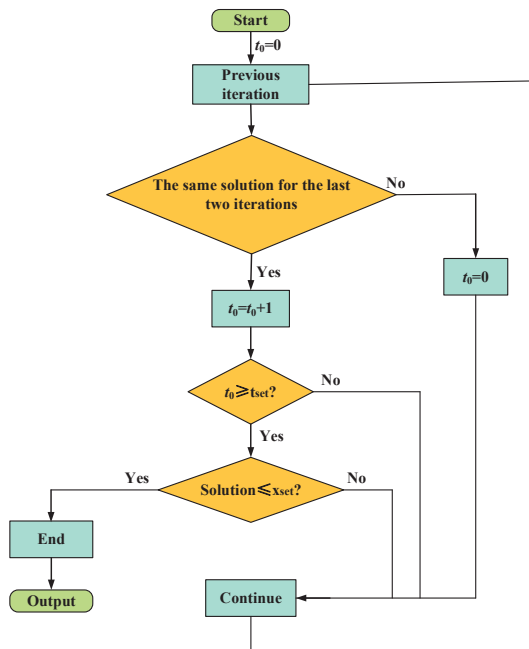 Start
t₀=0
Previous
iteration
The same solution for the last
two iterations
No
t₀=0
Yes
t₀=t₀+1
t₀⩾tset?
No
Yes
Yes
Solution⩽xset?
No
End
Continue
Output